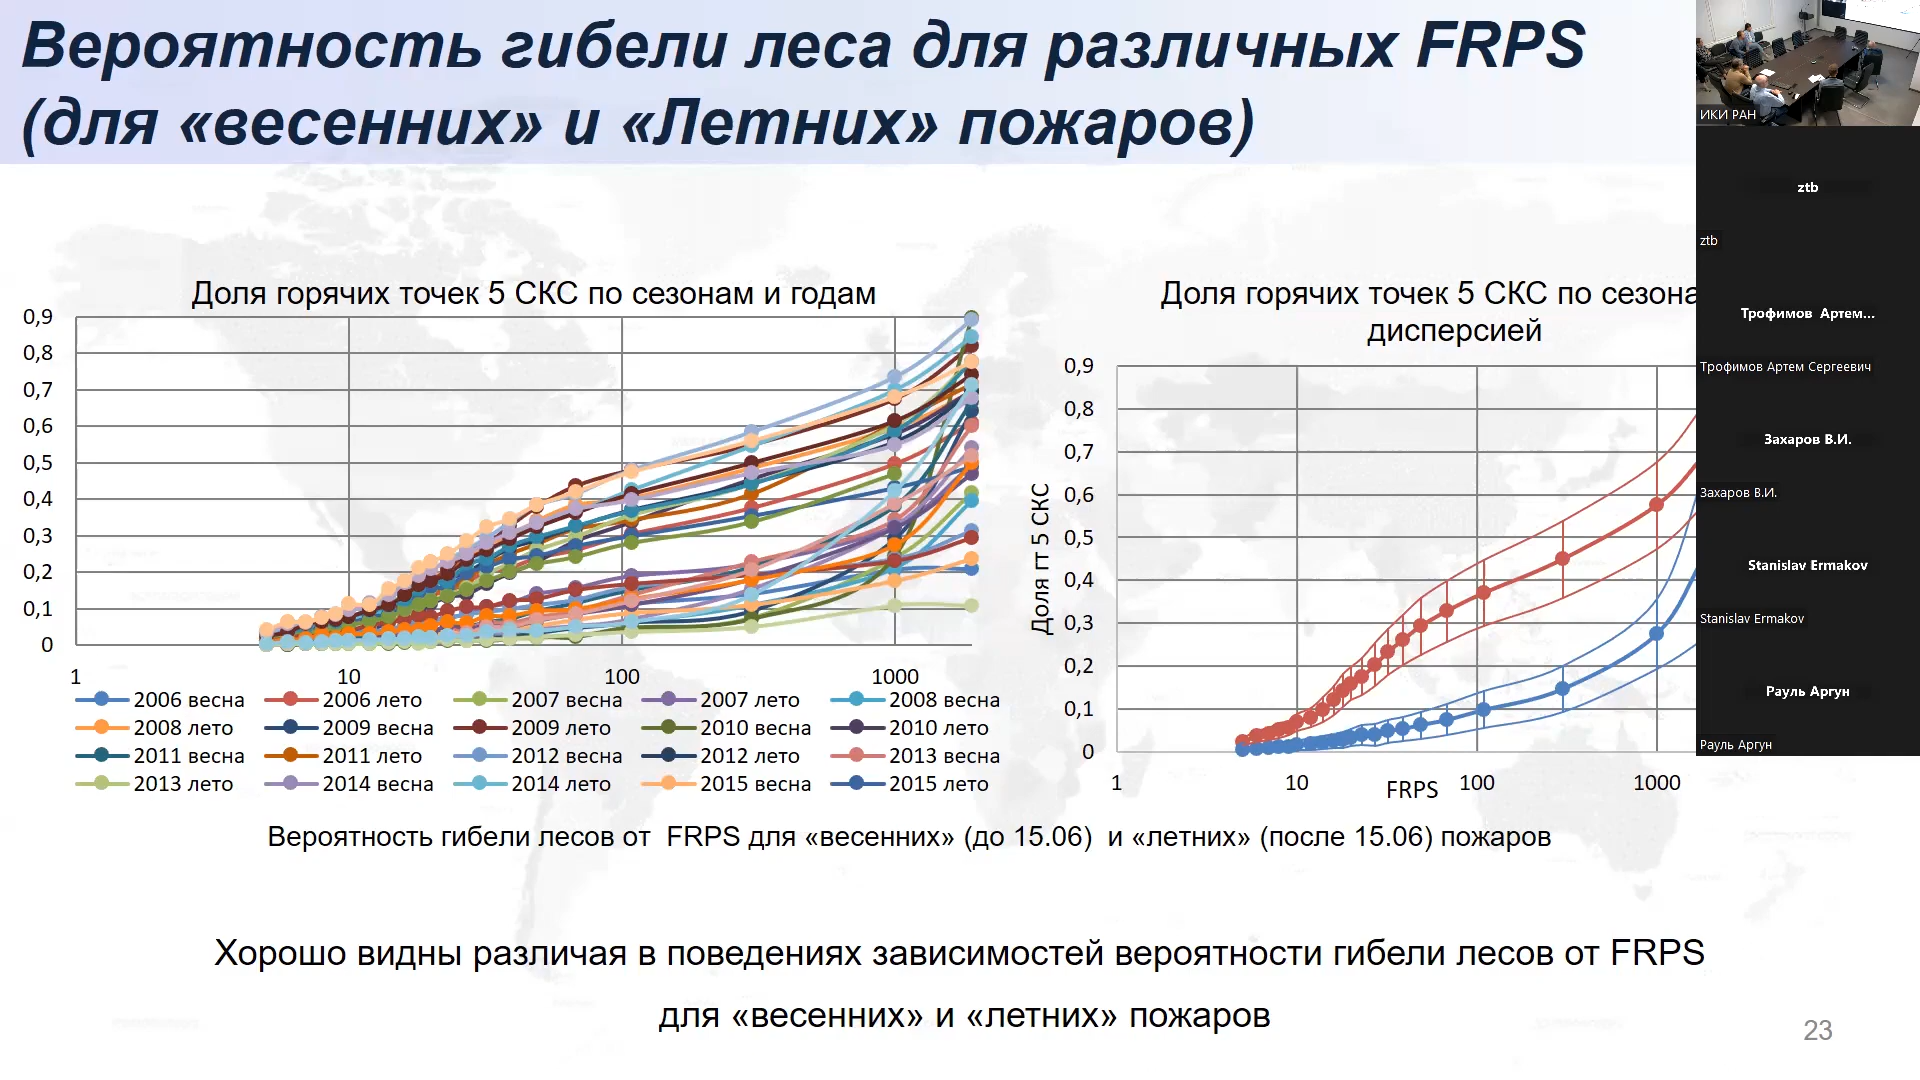 Вероятность гибели леса для различных FRPS
(для «весенних» и «Летних» пожаров)
ИКИ РАН
ztb
ztb
Трофимов Артем...
Трофимов Артем Сергеевич
Захаров В.И.
Захаров В.И.
Stanislav Ermakov
Stanislav Ermakov
Рауль Аргун
Рауль Аргун
Доля горячих точек 5 СКС по сезонам и годам
0,9
0,8
0,7
0,6
0,5
0,4
0,3
0,2
0,1
0
1 10 100 1000
2006 весна 2006 лето 2007 весна 2007 лето 2008 весна
2008 лето 2009 весна 2009 лето 2010 весна 2010 лето
2011 весна 2011 лето 2012 весна 2012 лето 2013 весна
2013 лето 2014 весна 2014 лето 2015 весна 2015 лето
Доля горячих точек 5 СКС по сезона
дисперсией
Доля гт 5 СКС
0,9
0,8
0,7
0,6
0,5
0,4
0,3
0,2
0,1
0
1 10 100 1000
FRPS
Вероятность гибели лесов от FRPS для «весенних» (до 15.06) и «летних» (после 15.06) пожаров
Хорошо видны различая в поведениях зависимостей вероятности гибели лесов от FRPS
для «весенних» и «летних» пожаров
23